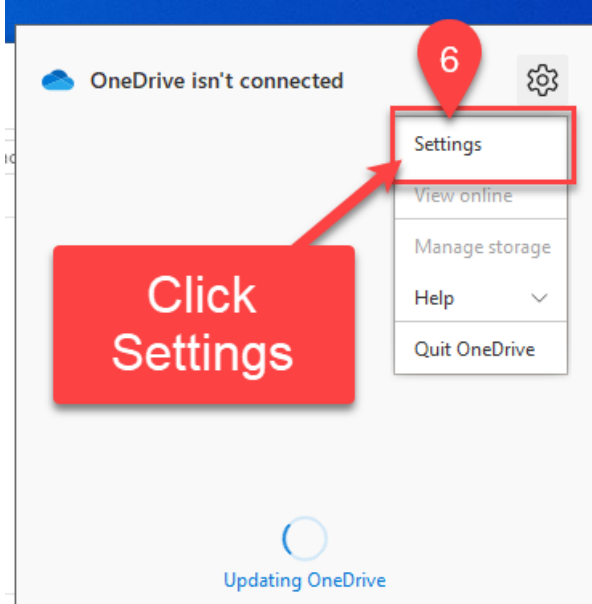 OneDrive isn't connected
6
Settings
View online
Manage storage
Help
Quit OneDrive
Click
Settings
Updating OneDrive